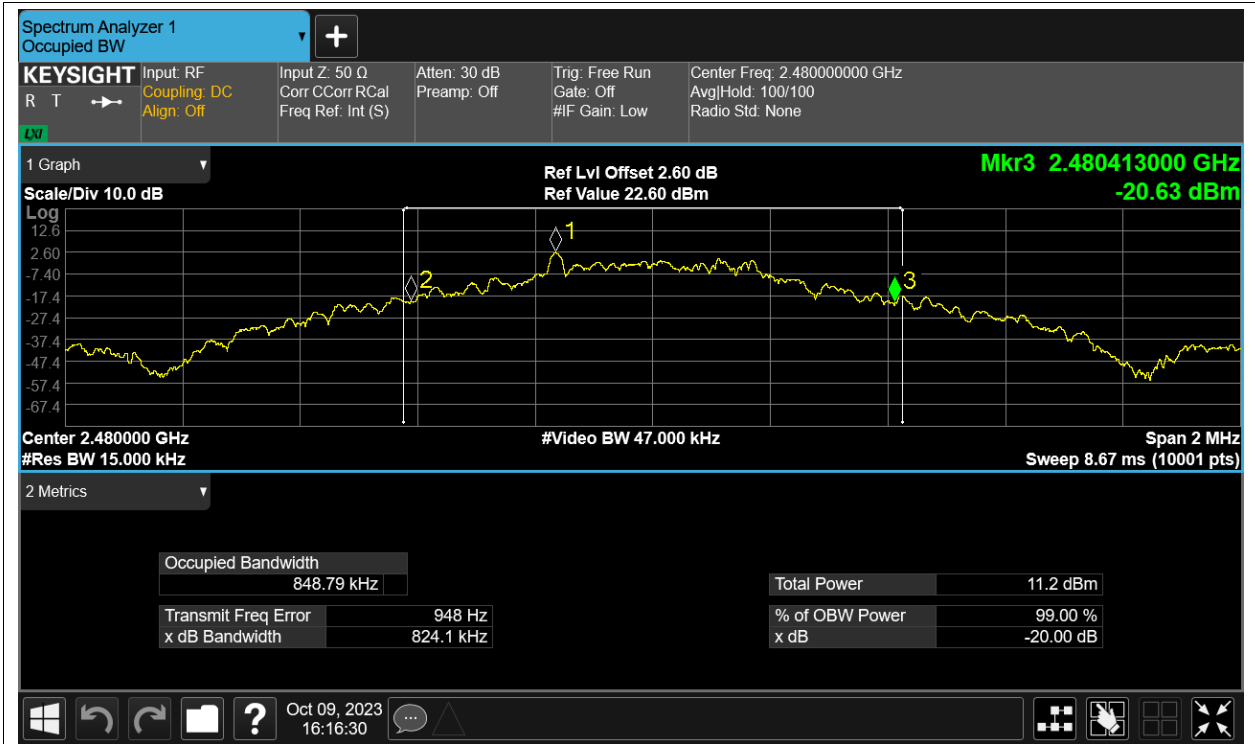 Spectrum Analyzer 1
Occupied BW
KEYSIGHT
R T
LXI
Input: RF
Coupling: DC
Align: Off
Input Z: 50 Ω
Corr CCorr RCal
Freq Ref: Int (S)
Atten: 30 dB
Preamp: Off
Trig: Free Run
Gate: Off
#IF Gain: Low
Center Freq: 2.480000000 GHz
Avg|Hold: 100/100
Radio Std: None
1 Graph
Scale/Div 10.0 dB
Ref Lvl Offset 2.60 dB
Ref Value 22.60 dBm
Mkr3 2.480413000 GHz
-20.63 dBm
Log
12.6
2.60
-7.40
-17.4
-27.4
-37.4
-47.4
-57.4
-67.4
1
2
3
Center 2.480000 GHz
#Res BW 15.000 kHz
#Video BW 47.000 kHz
Span 2 MHz
Sweep 8.67 ms (10001 pts)
2 Metrics
Occupied Bandwidth
848.79 kHz
Transmit Freq Error 948 Hz
x dB Bandwidth 824.1 kHz
Total Power 11.2 dBm
% of OBW Power 99.00 %
x dB -20.00 dB
?
Oct 09, 2023
16:16:30